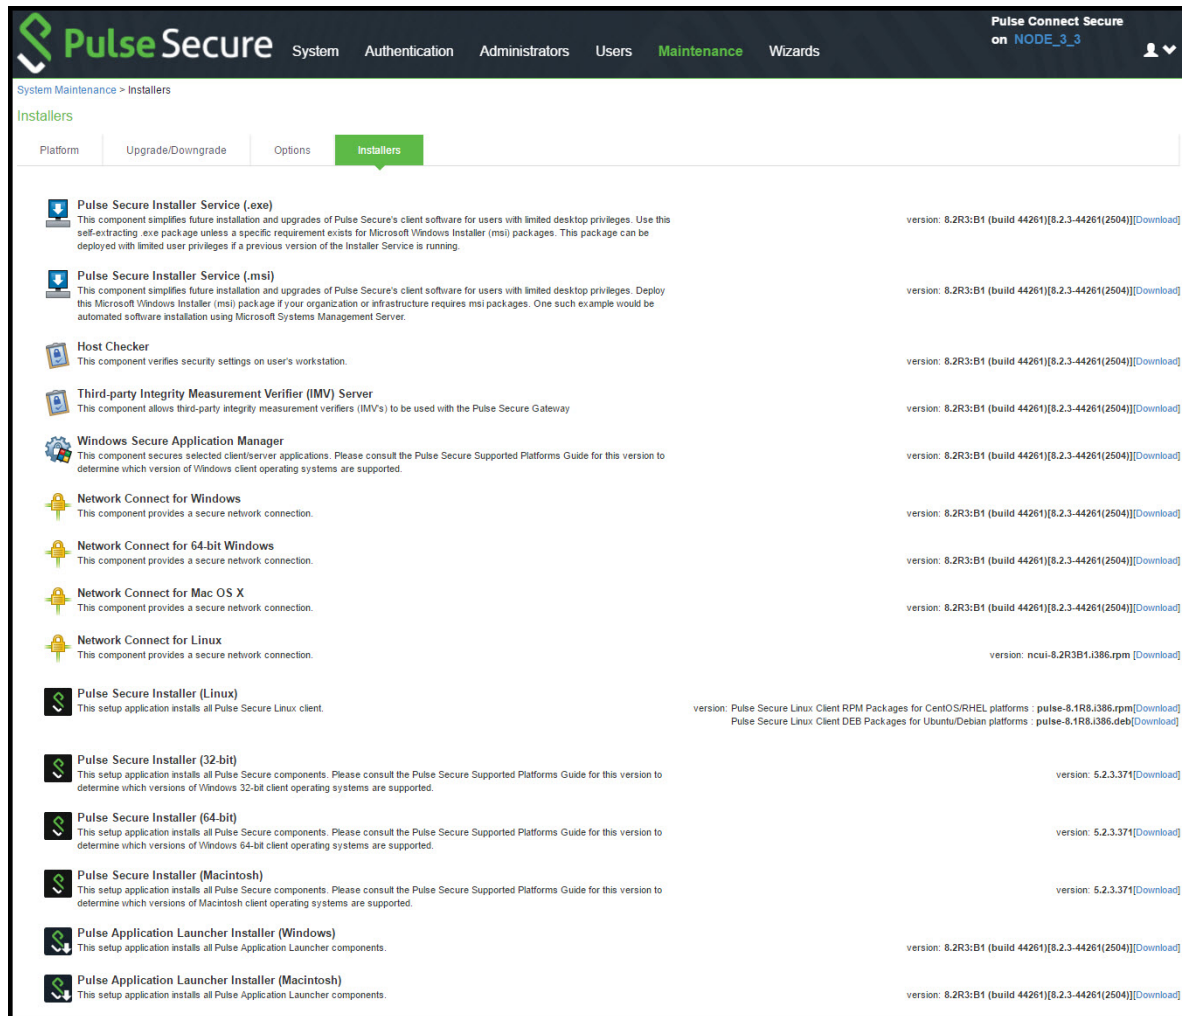 Pulse Secure
System Authentication Administrators Users Maintenance Wizards
Pulse Connect Secure
on NODE_3_3
System Maintenance > Installers
Installers
Platform Upgrade/Downgrade Options Installers
Pulse Secure Installer Service (.exe)
This component simplifies future installation and upgrades of Pulse Secure's client software for users with limited desktop privileges. Use this
self-extracting .exe package unless a specific requirement exists for Microsoft Windows Installer (msi) packages. This package can be
deployed with limited user privileges if a previous version of the Installer Service is running.
version: 8.2R3:B1 (build 44261)[8.2.3-44261(2504)][Download]
Pulse Secure Installer Service (.msi)
This component simplifies future installation and upgrades of Pulse Secure's client software for users with limited desktop privileges. Deploy
this Microsoft Windows Installer (msi) package if your organization or infrastructure requires msi packages. One such example would be
automated software installation using Microsoft Systems Management Server.
version: 8.2R3:B1 (build 44261)[8.2.3-44261(2504)][Download]
Host Checker
This component verifies security settings on user's workstation.
version: 8.2R3:B1 (build 44261)[8.2.3-44261(2504)][Download]
Third-party Integrity Measurement Verifier (IMV) Server
This component allows third-party integrity measurement verifiers (IMV's) to be used with the Pulse Secure Gateway
version: 8.2R3:B1 (build 44261)[8.2.3-44261(2504)][Download]
Windows Secure Application Manager
This component secures selected client/server applications. Please consult the Pulse Secure Supported Platforms Guide for this version to
determine which version of Windows client operating systems are supported.
version: 8.2R3:B1 (build 44261)[8.2.3-44261(2504)][Download]
Network Connect for Windows
This component provides a secure network connection.
version: 8.2R3:B1 (build 44261)[8.2.3-44261(2504)][Download]
Network Connect for 64-bit Windows
This component provides a secure network connection.
version: 8.2R3:B1 (build 44261)[8.2.3-44261(2504)][Download]
Network Connect for Mac OS X
This component provides a secure network connection.
version: 8.2R3:B1 (build 44261)[8.2.3-44261(2504)][Download]
Network Connect for Linux
This component provides a secure network connection.
version: ncui-8.2R3B1.i386.rpm [Download]
Pulse Secure Installer (Linux)
This setup application installs all Pulse Secure Linux client.
version: Pulse Secure Linux Client RPM Packages for CentOS/RHEL platforms : pulse-8.1R8.i386.rpm[Download]
Pulse Secure Linux Client DEB Packages for Ubuntu/Debian platforms : pulse-8.1R8.i386.deb[Download]
Pulse Secure Installer (32-bit)
This setup application installs all Pulse Secure components. Please consult the Pulse Secure Supported Platforms Guide for this version to
determine which versions of Windows 32-bit client operating systems are supported.
version: 5.2.3.371[Download]
Pulse Secure Installer (64-bit)
This setup application installs all Pulse Secure components. Please consult the Pulse Secure Supported Platforms Guide for this version to
determine which versions of Windows 64-bit client operating systems are supported.
version: 5.2.3.371[Download]
Pulse Secure Installer (Macintosh)
This setup application installs all Pulse Secure components. Please consult the Pulse Secure Supported Platforms Guide for this version to
determine which versions of Macintosh client operating systems are supported.
version: 5.2.3.371[Download]
Pulse Application Launcher Installer (Windows)
This setup application installs all Pulse Application Launcher components.
version: 8.2R3:B1 (build 44261)[8.2.3-44261(2504)][Download]
Pulse Application Launcher Installer (Macintosh)
This setup application installs all Pulse Application Launcher components.
version: 8.2R3:B1 (build 44261)[8.2.3-44261(2504)][Download]